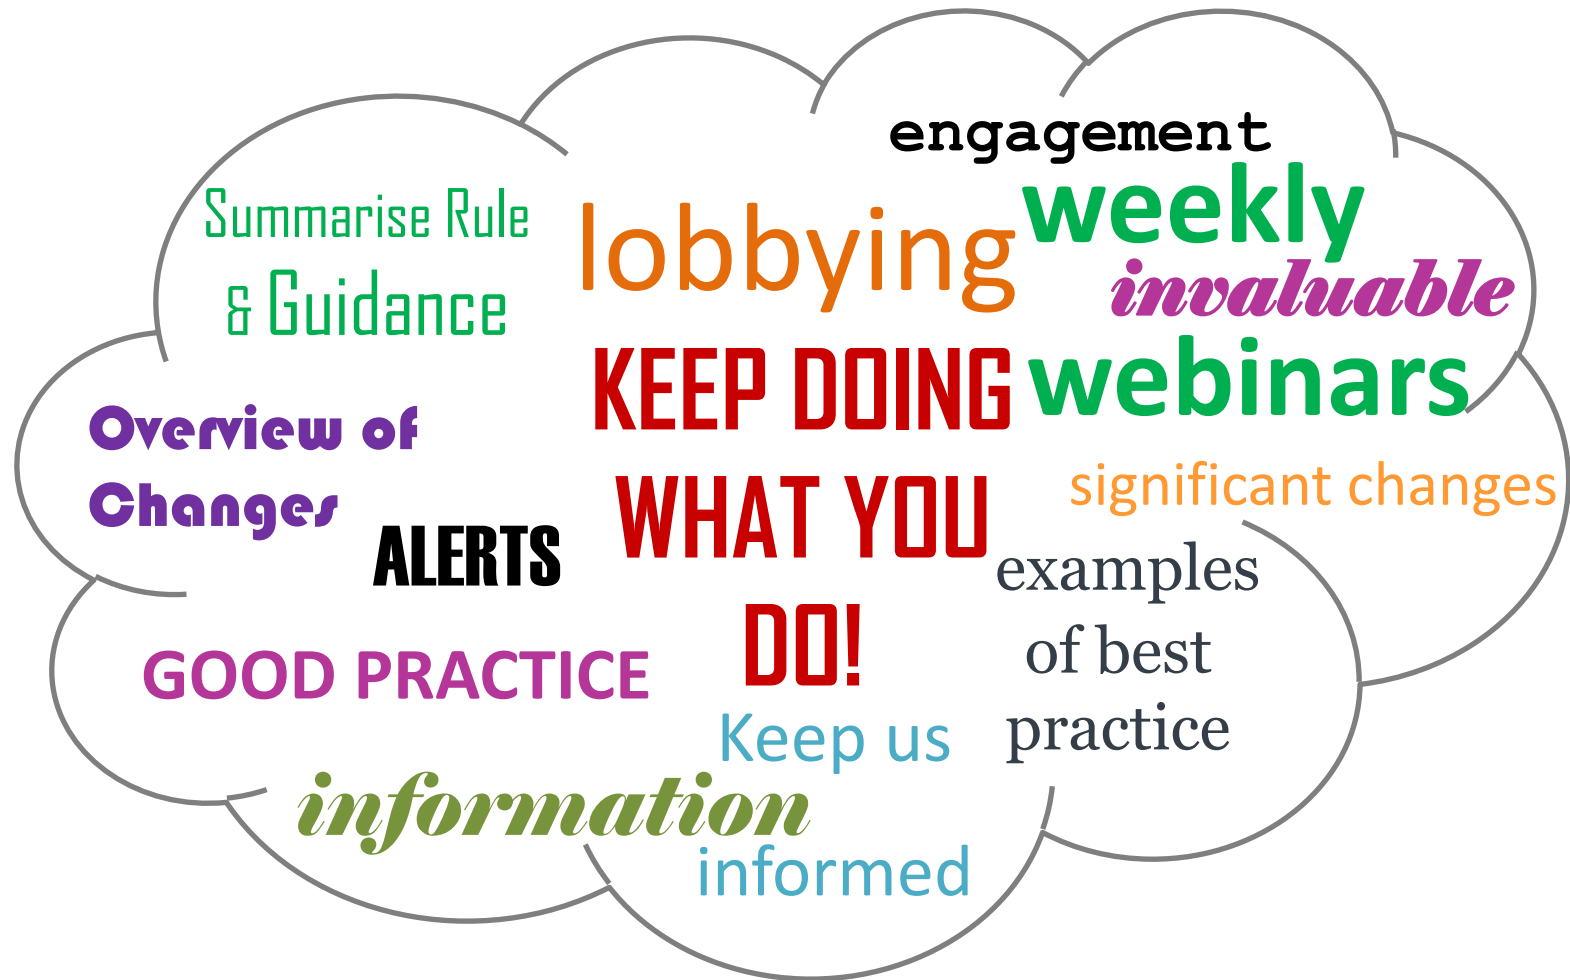 engagement
Summarise Rule
& Guidance
lobbying
weekly
invaluable
webinars
KEEP DOING
WHAT YOU
DO!
Overview of
Changes
ALERTS
significant changes
examples
of best
practice
GOOD PRACTICE
Keep us
informed
information